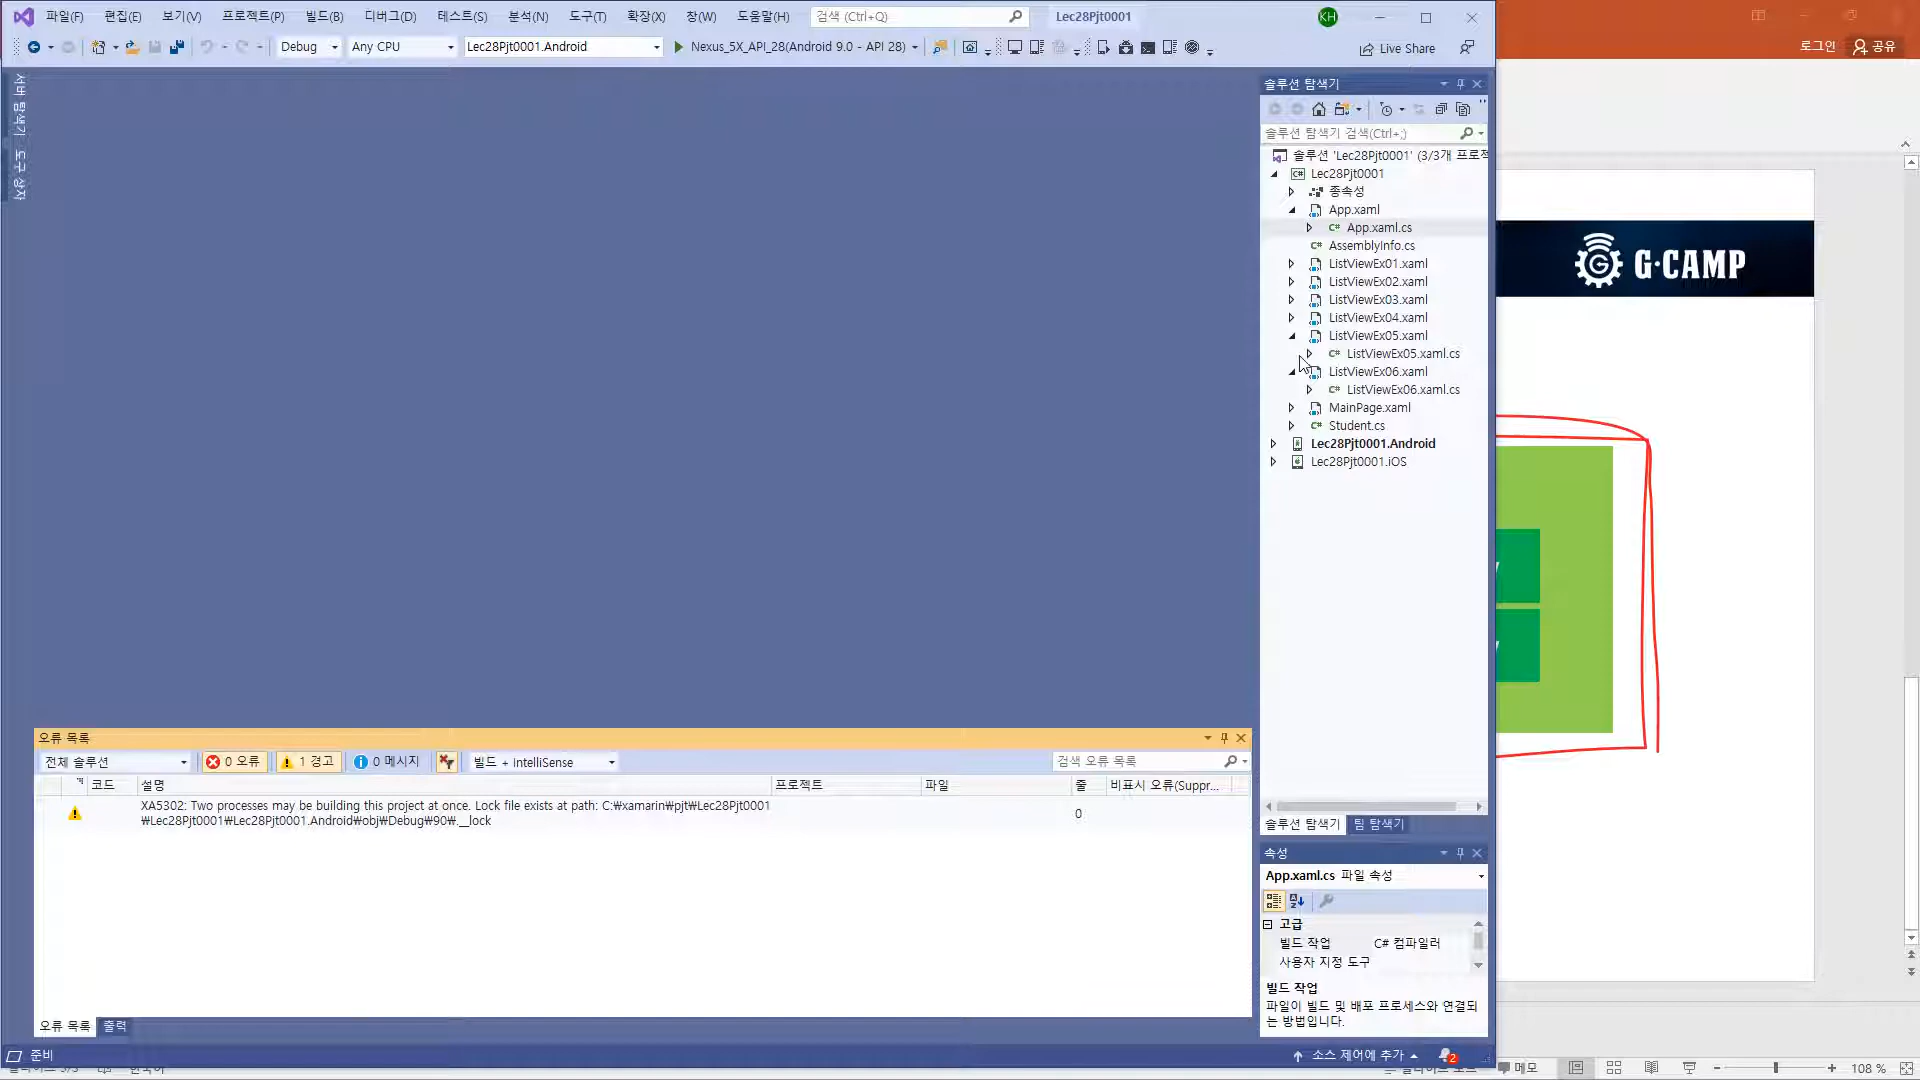 파일(F) 편집(E) 보기(V) 프로젝트(P) 빌드(B) 디버그(D) 테스트(S) 분석(N) 도구(T) 확장(X) 창(W) 도움말(H) 검색 (Ctrl+Q) Lec28Pjt0001 KH
로그인 공유
Debug Any CPU Lec28Pjt0001.Android Nexus_5X_API_28(Android 9.0 - API 28) Live Share
서버 탐색기
도구 상자
솔루션 탐색기
솔루션 탐색기 검색(Ctrl+;)
솔루션 'Lec28Pjt0001' (3/3개 프로젝
Lec28Pjt0001
종속성
App.xaml
C# App.xaml.cs
C# AssemblyInfo.cs
ListViewEx01.xaml
ListViewEx02.xaml
ListViewEx03.xaml
ListViewEx04.xaml
ListViewEx05.xaml
C# ListViewEx05.xaml.cs
ListViewEx06.xaml
C# ListViewEx06.xaml.cs
MainPage.xaml
C# Student.cs
Lec28Pjt0001.Android
Lec28Pjt0001.iOS
G·CAMP
솔루션 탐색기 팀 탐색기
속성
App.xaml.cs 파일 속성
고급
빌드 작업 C# 컴파일러
사용자 지정 도구
빌드 작업
파일이 빌드 및 배포 프로세스와 연결되
는 방법입니다.
오류 목록
전체 솔루션 0 오류 1 경고 0 메시지 빌드 + IntelliSense 검색 오류 목록
코드 설명 프로젝트 파일 줄 비표시 오류(Suppr...
XA5302: Two processes may be building this project at once. Lock file exists at path: C:₩xamarin₩pjt₩Lec28Pjt0001
₩Lec28Pjt0001₩Lec28Pjt0001.Android₩obj₩Debug₩90₩.__lock 0
오류 목록 출력
준비 소스 제어에 추가 2
메모 108 %